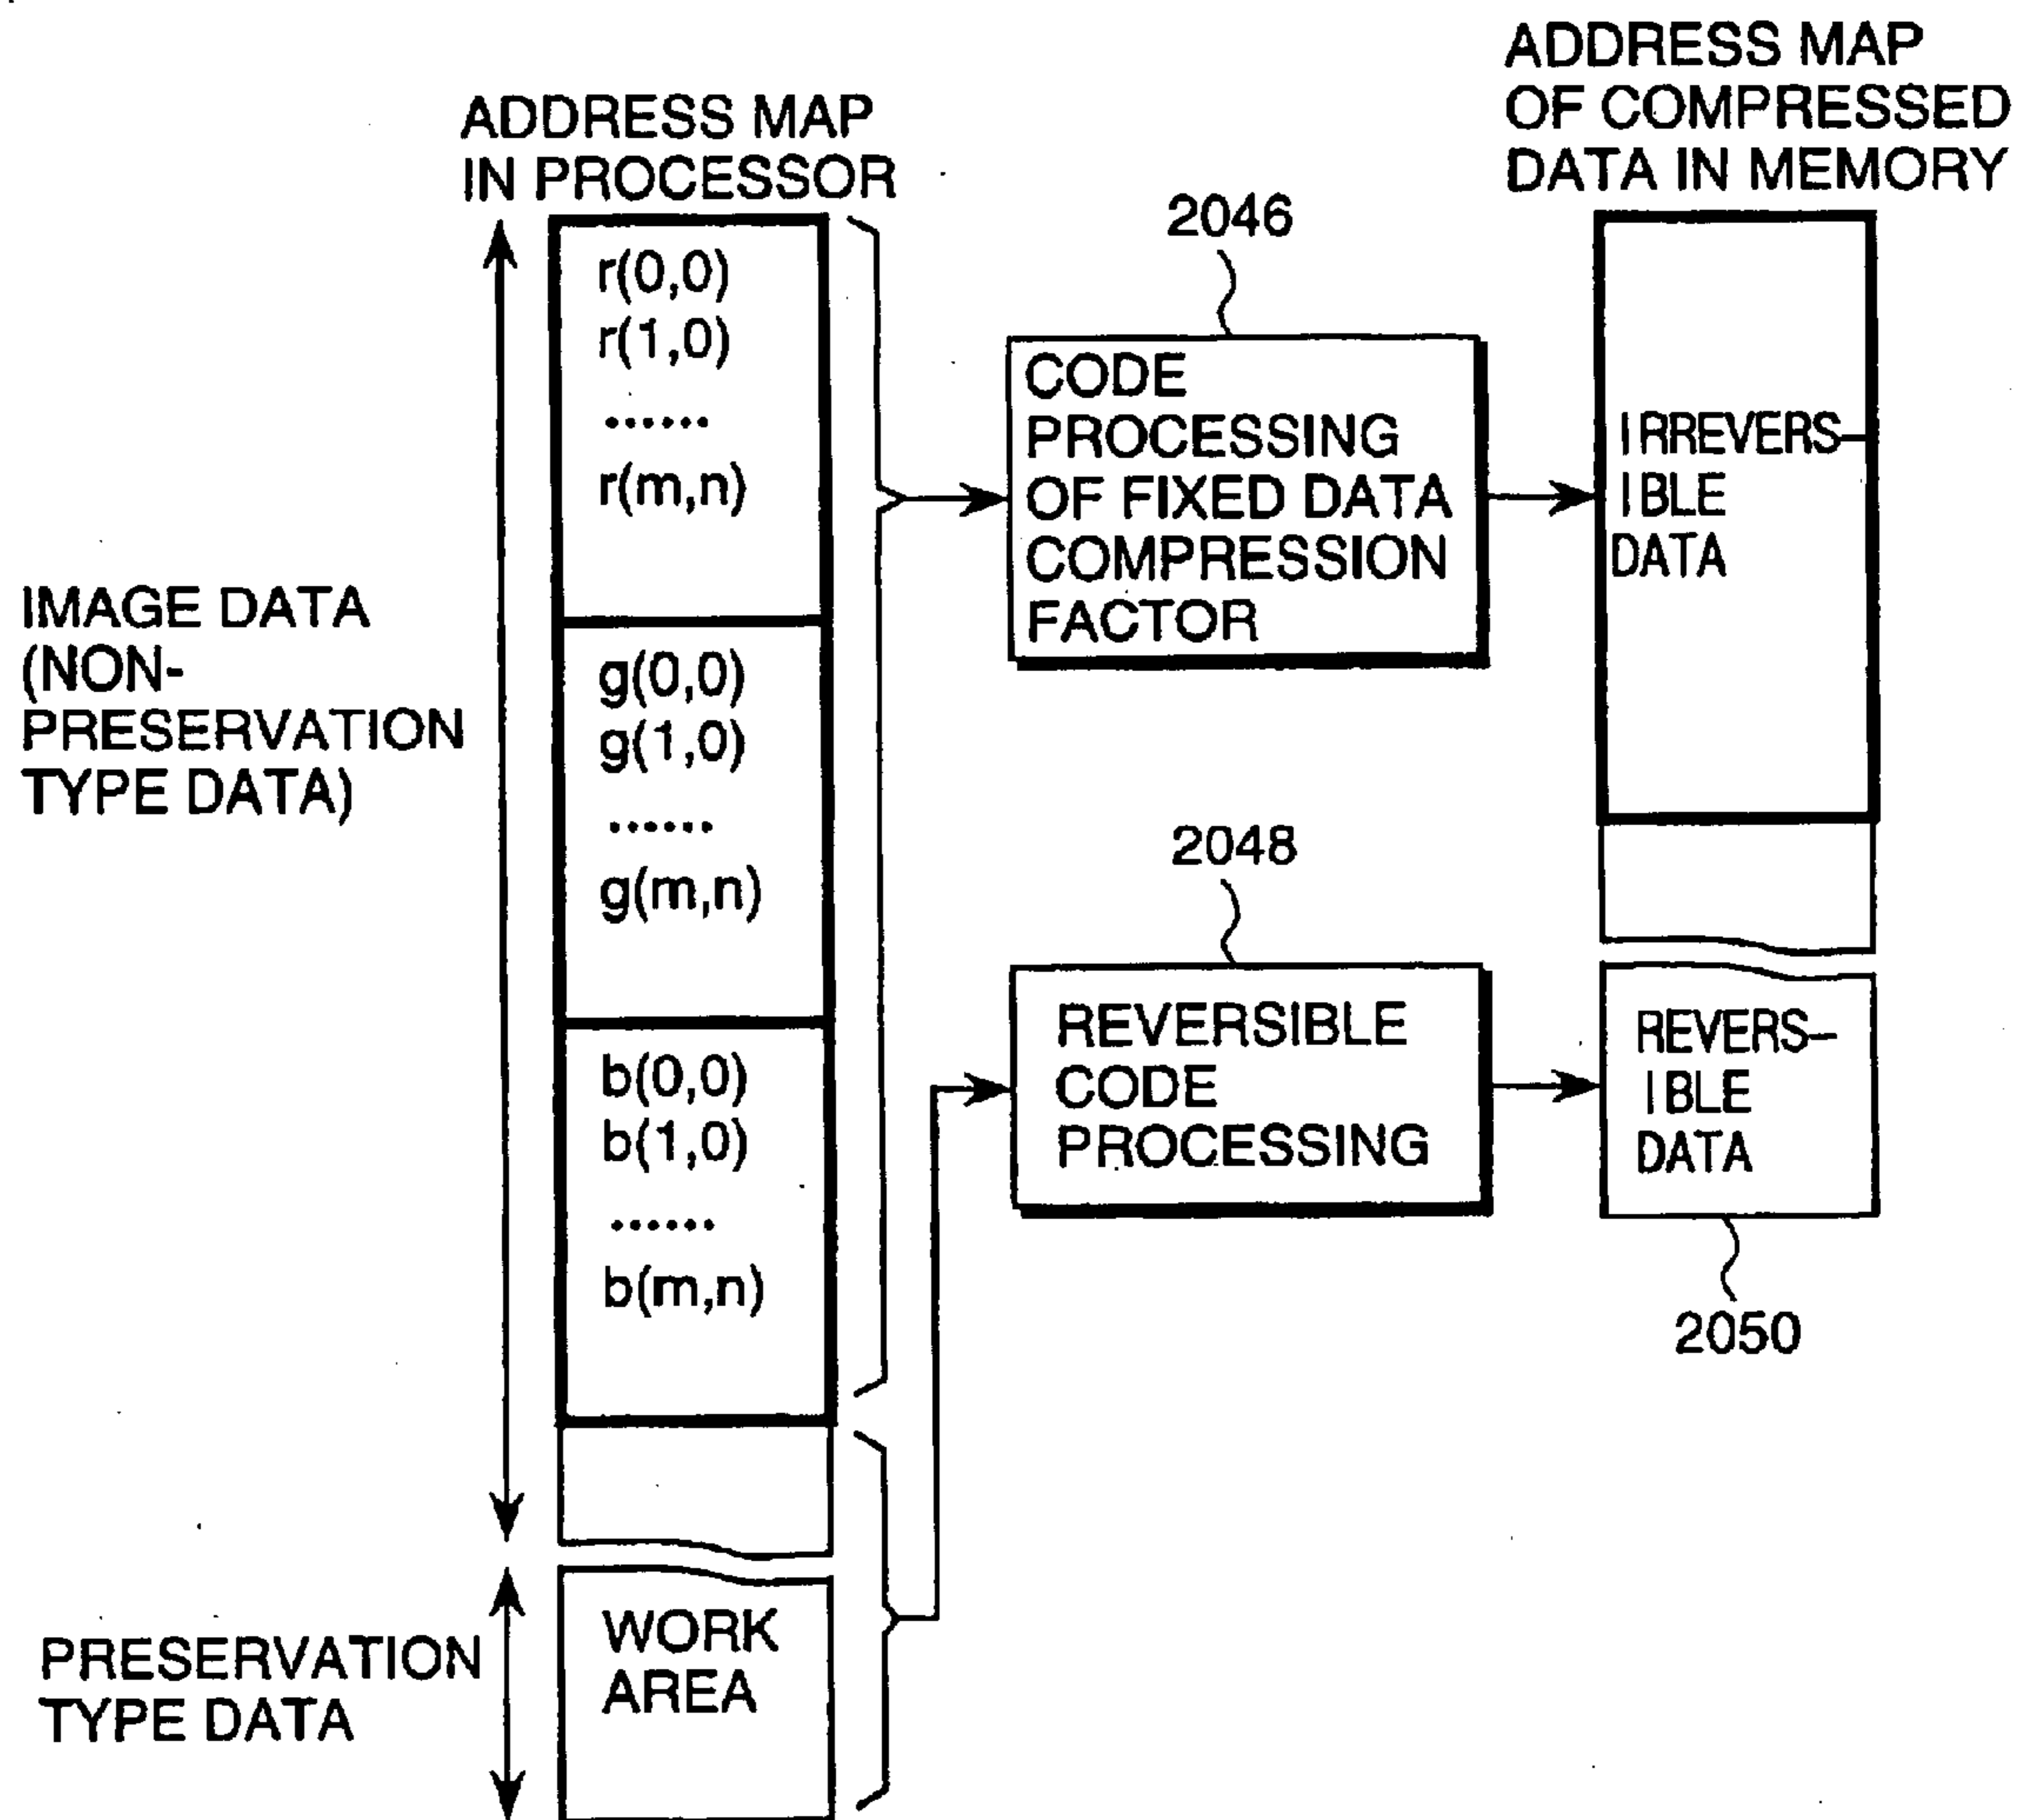 ADDRESS MAP
IN PROCESSOR
ADDRESS MAP
OF COMPRESSED
DATA IN MEMORY
IMAGE DATA
(NON-
PRESERVATION
TYPE DATA)
r(0,0)
r(1,0)
......
r(m,n)
g(0,0)
g(1,0)
......
g(m,n)
b(0,0)
b(1,0)
......
b(m,n)
PRESERVATION
TYPE DATA
WORK
AREA
2046
CODE
PROCESSING
OF FIXED DATA
COMPRESSION
FACTOR
2048
REVERSIBLE
CODE
PROCESSING
IRREVERS-
IBLE
DATA
REVERS-
IBLE
DATA
2050